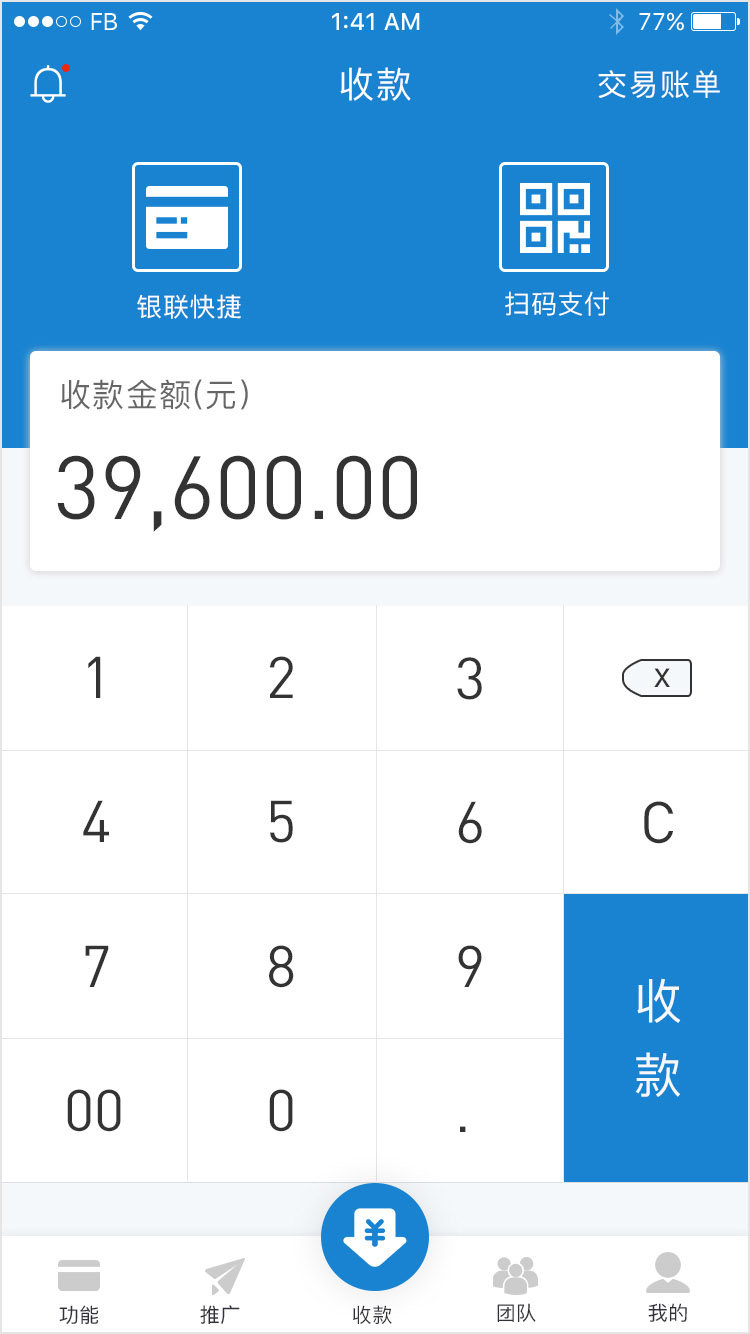 FB 1:41 AM 77%
收款 交易账单
银联快捷 扫码支付
收款金额(元)
39,600.00
1 2 3 X
4 5 6 C
7 8 9
收
款
00 0 .
¥
功能 推广 收款 团队 我的